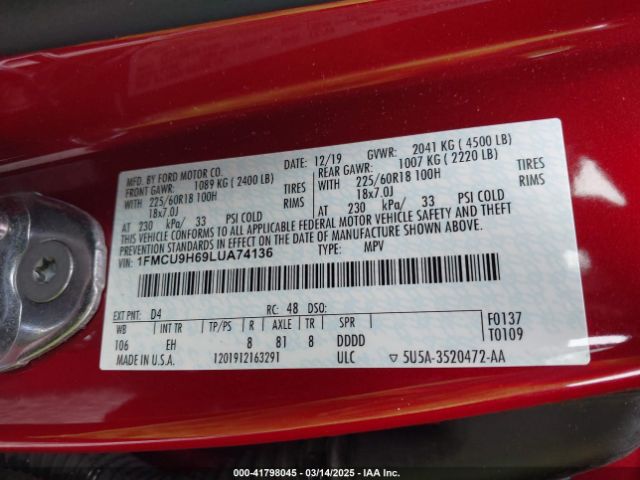 MFD. BY FORD MOTOR CO. DATE: 12/19 GVWR: 2041 KG ( 4500 LB)
FRONT GAWR: 1089 KG ( 2400 LB) REAR GAWR: 1007 KG ( 2220 LB)
WITH 225/60R18 100H TIRES WITH 225/60R18 100H TIRES
18x7.0J RIMS 18x7.0J RIMS
AT 230 kPa/ 33 PSI COLD AT 230 kPa/ 33 PSI COLD
THIS VEHICLE CONFORMS TO ALL APPLICABLE FEDERAL MOTOR VEHICLE SAFETY AND THEFT
PREVENTION STANDARDS IN EFFECT ON THE DATE OF MANUFACTURE SHOWN ABOVE.
VIN: 1FMCU9H69LUA74136 TYPE: MPV
EXT PNT: D4 RC: 48 DSO: F0137
WB INT TR TP/PS R AXLE TR SPR T0109
106 EH 8 81 8 DDDD
MADE IN U.S.A. 1201912163291 ULC ▽ 5U5A-3520472-AA
000-41798045 — 03/14/2025 — IAA Inc.